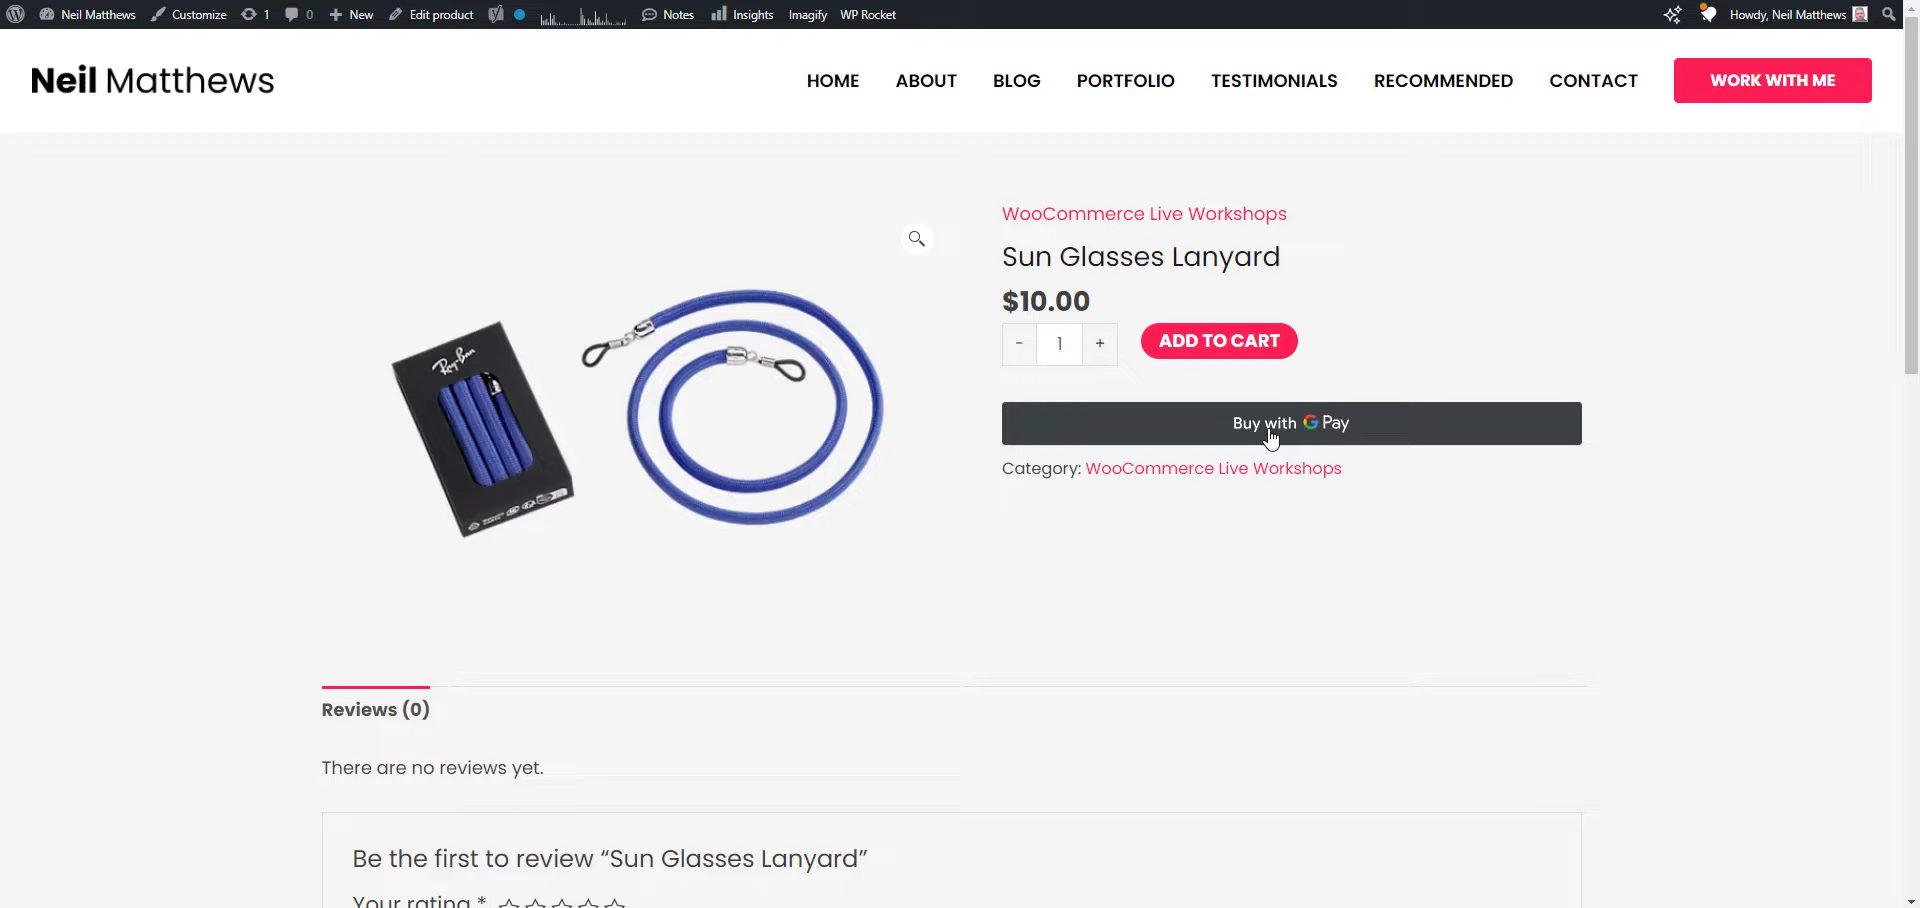 Neil Matthews Customize 1 0 New Edit product Notes Insights Imagify WP Rocket Howdy, Neil Matthews
Neil Matthews
HOME ABOUT BLOG PORTFOLIO TESTIMONIALS RECOMMENDED CONTACT WORK WITH ME
WooCommerce Live Workshops
Sun Glasses Lanyard
$10.00
- 1 + ADD TO CART
Ray-Ban
Buy with G Pay
Category: WooCommerce Live Workshops
Reviews (0)
There are no reviews yet.
Be the first to review “Sun Glasses Lanyard”
Your rating *